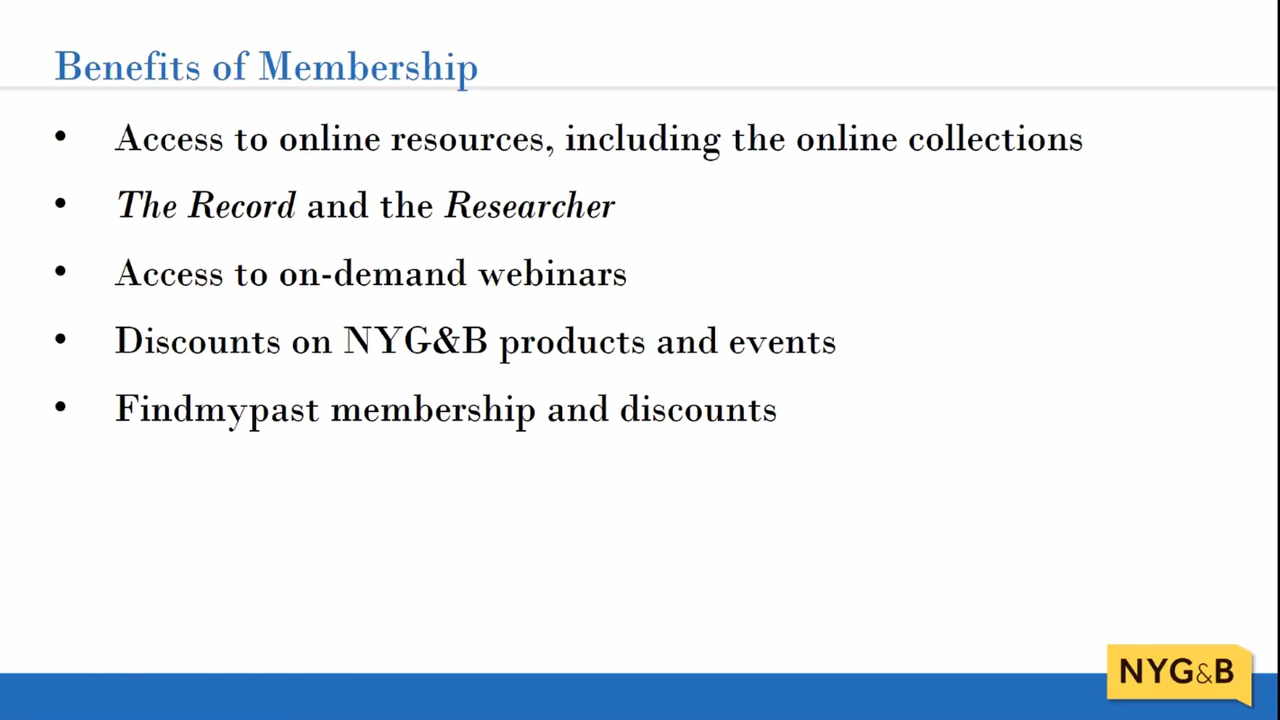 Benefits of Membership
• Access to online resources, including the online collections
• The Record and the Researcher
• Access to on-demand webinars
• Discounts on NYG&B products and events
• Findmypast membership and discounts
NYG&B